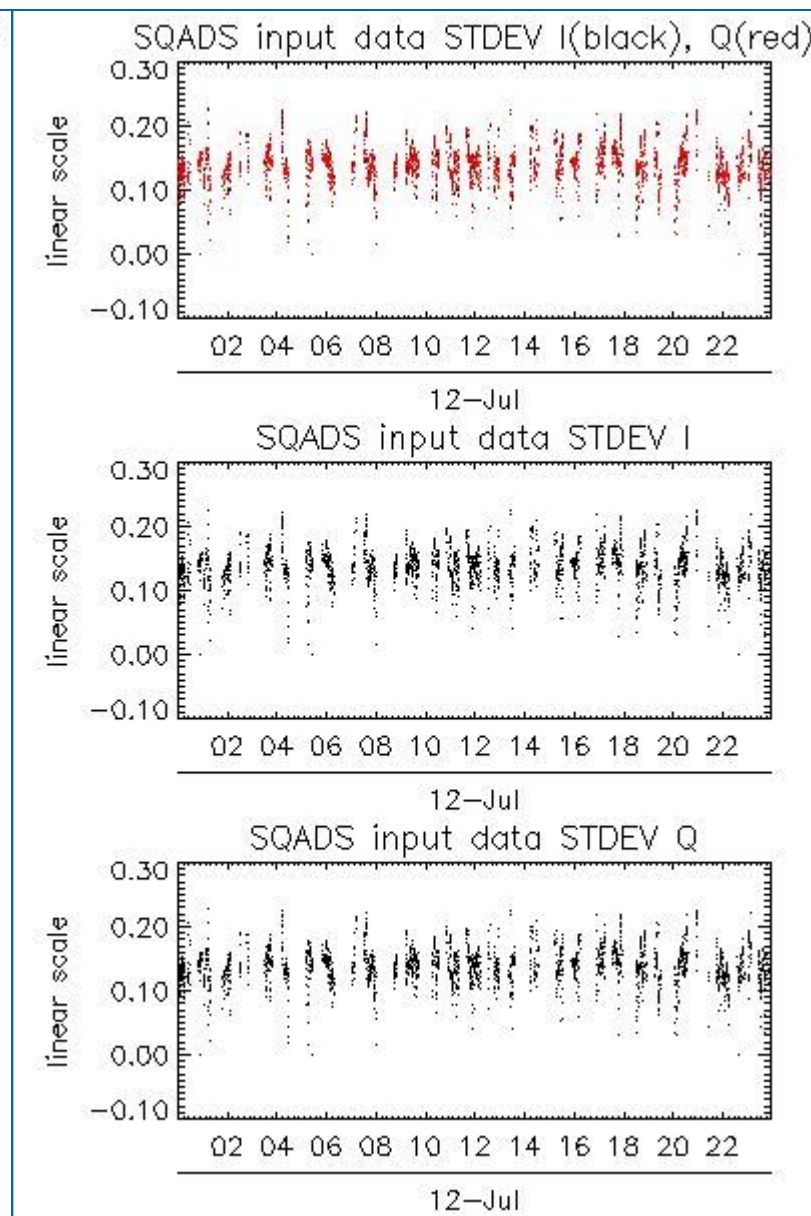 SQADS input data STDEV I(black), Q(red)
0.30
0.20
0.10
0.00
-0.10
linear scale
02 04 06 08 10 12 14 16 18 20 22
12-Jul
SQADS input data STDEV I
0.30
0.20
0.10
0.00
-0.10
linear scale
02 04 06 08 10 12 14 16 18 20 22
12-Jul
SQADS input data STDEV Q
0.30
0.20
0.10
0.00
-0.10
linear scale
02 04 06 08 10 12 14 16 18 20 22
12-Jul